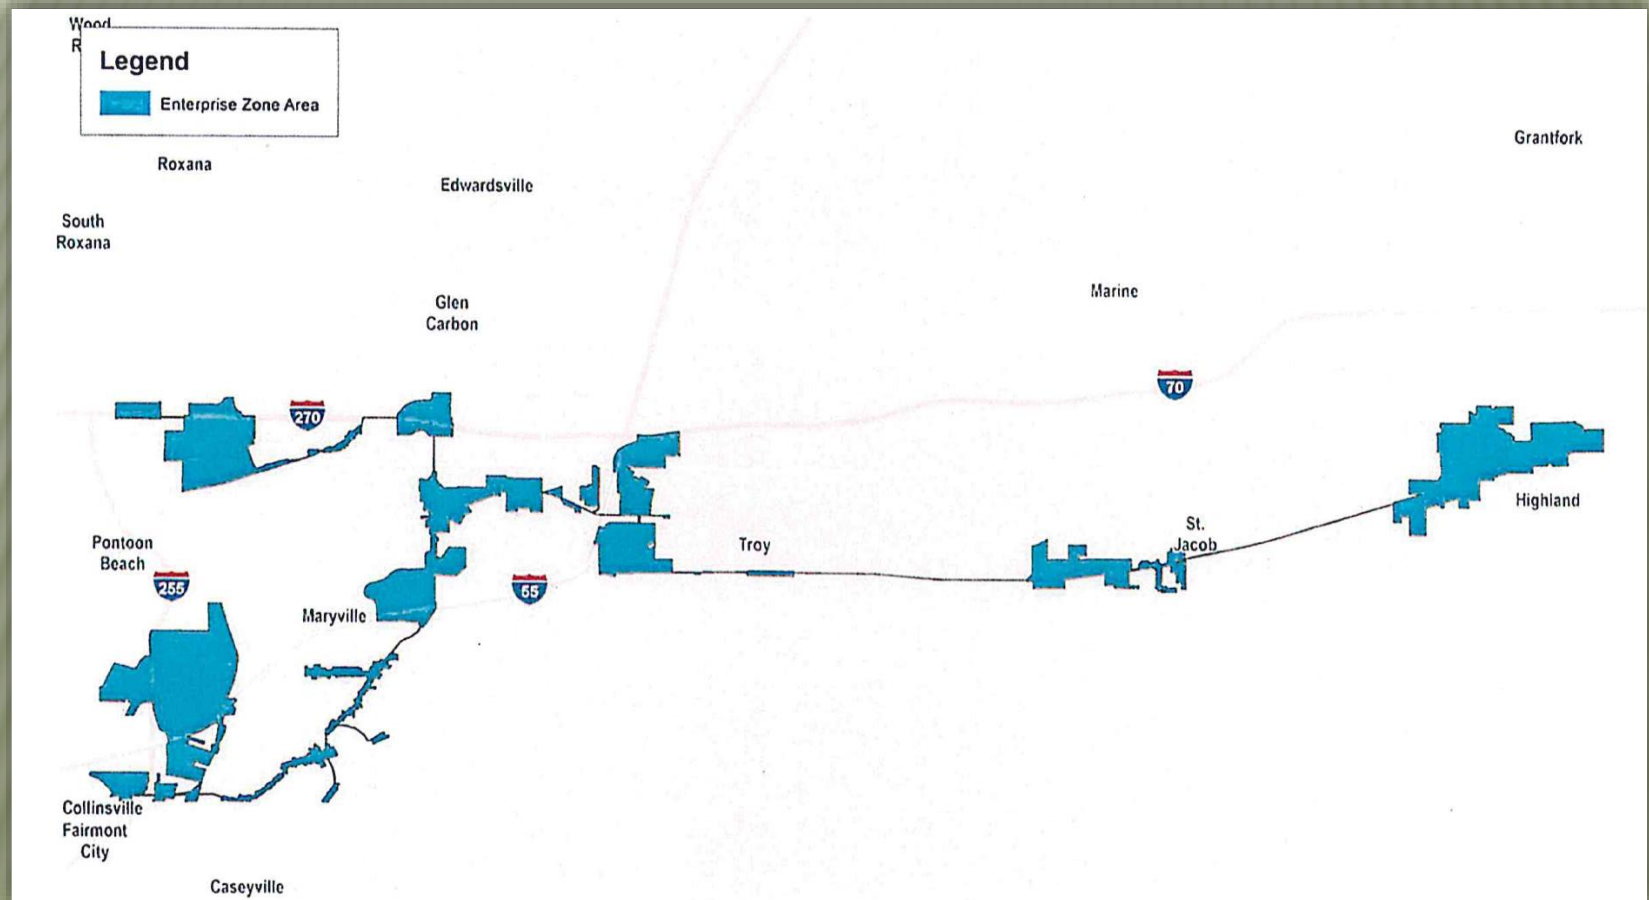 Wood
Legend
Enterprise Zone Area
Roxana
Grantfork
Edwardsville
South
Roxana
Marine
Glen
Carbon
70
270
Highland
St.
Jacob
Troy
Pontoon
Beach
255
55
Maryville
Collinsville
Fairmont
City
Caseyville